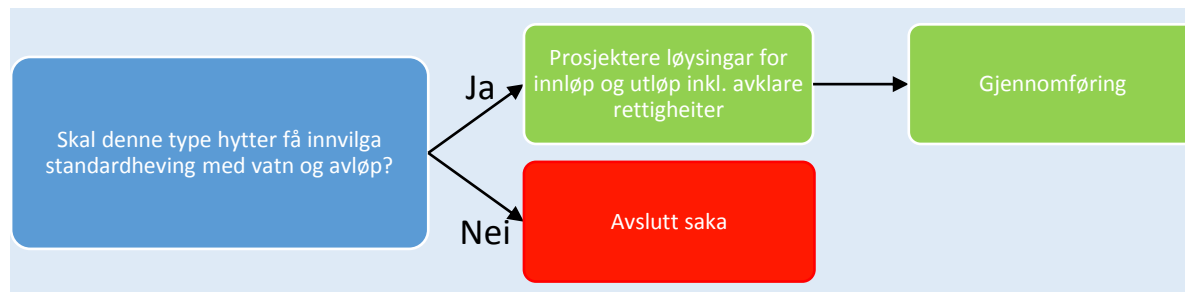 Skal denne type hytter få innvilga
standardheving med vatn og avløp?
Ja
Prosjektere løysingar for
innløp og utløp inkl. avklare
rettigheiter
Gjennomføring
Nei
Avslutt saka